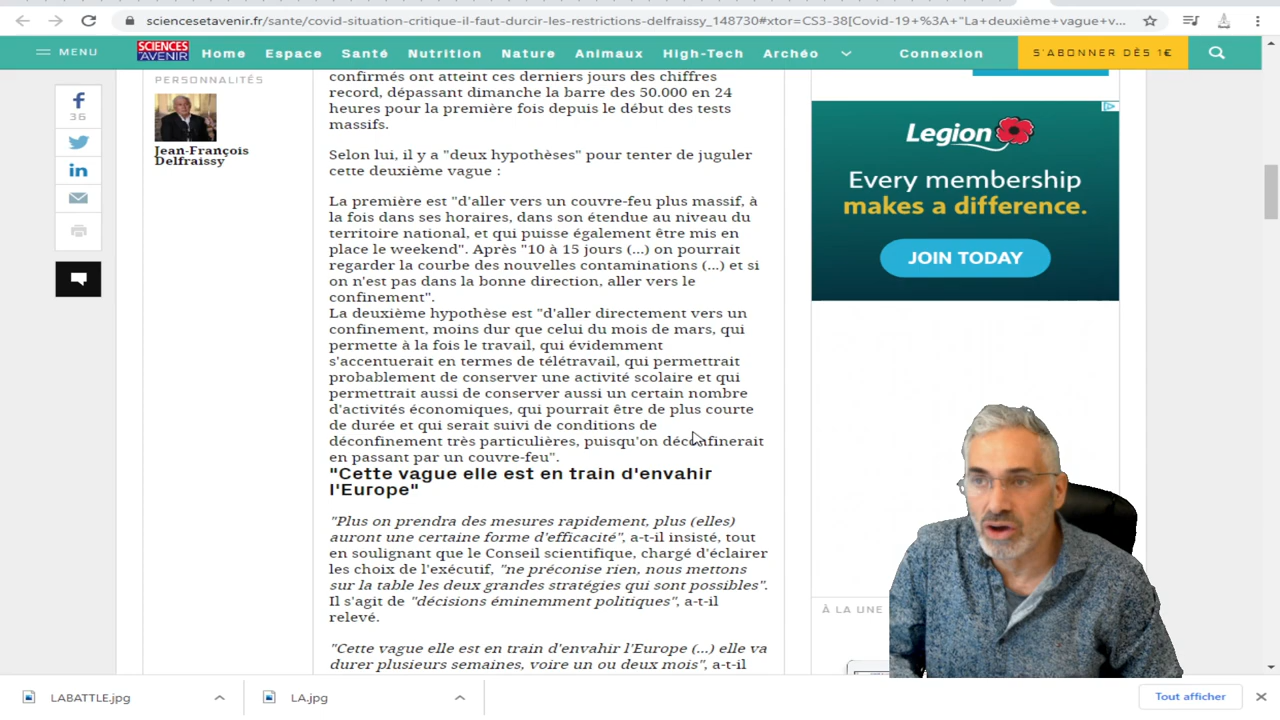 sciencesetavenir.fr/sante/covid-situation-critique-il-faut-durcir-les-restrictions-delfraissy_148730#xtor=CS3-38[Covid-19+%3A+"La+deuxième+vague+v...
MENU
SCIENCES AVENIR
Home
Espace
Santé
Nutrition
Nature
Animaux
High-Tech
Archéo
Connexion
S'ABONNER DÈS 1€
36
PERSONNALITÉS
Jean-François
Delfraissy
confirmés ont atteint ces derniers jours des chiffres
record, dépassant dimanche la barre des 50.000 en 24
heures pour la première fois depuis le début des tests
massifs.
Selon lui, il y a "deux hypothèses" pour tenter de juguler
cette deuxième vague :
La première est "d'aller vers un couvre-feu plus massif, à
la fois dans ses horaires, dans son étendue au niveau du
territoire national, et qui puisse également être mis en
place le weekend". Après "10 à 15 jours (...) on pourrait
regarder la courbe des nouvelles contaminations (...) et si
on n'est pas dans la bonne direction, aller vers le
confinement".
La deuxième hypothèse est "d'aller directement vers un
confinement, moins dur que celui du mois de mars, qui
permette à la fois le travail, qui évidemment
s'accentuerait en termes de télétravail, qui permettrait
probablement de conserver une activité scolaire et qui
permettrait aussi de conserver aussi un certain nombre
d'activités économiques, qui pourrait être de plus courte
de durée et qui serait suivi de conditions de
déconfinement très particulières, puisqu'on déconfinerait
en passant par un couvre-feu".
"Cette vague elle est en train d'envahir
l'Europe"
"Plus on prendra des mesures rapidement, plus (elles)
auront une certaine forme d'efficacité", a-t-il insisté, tout
en soulignant que le Conseil scientifique, chargé d'éclairer
les choix de l'exécutif, "ne préconise rien, nous mettons
sur la table les deux grandes stratégies qui sont possibles".
Il s'agit de "décisions éminemment politiques", a-t-il
relevé.
"Cette vague elle est en train d'envahir l'Europe (...) elle va
durer plusieurs semaines, voire un ou deux mois", a-t-il
Legion
Every membership
makes a difference.
JOIN TODAY
À LA UNE
LABATTLE.jpg
LA.jpg
Tout afficher